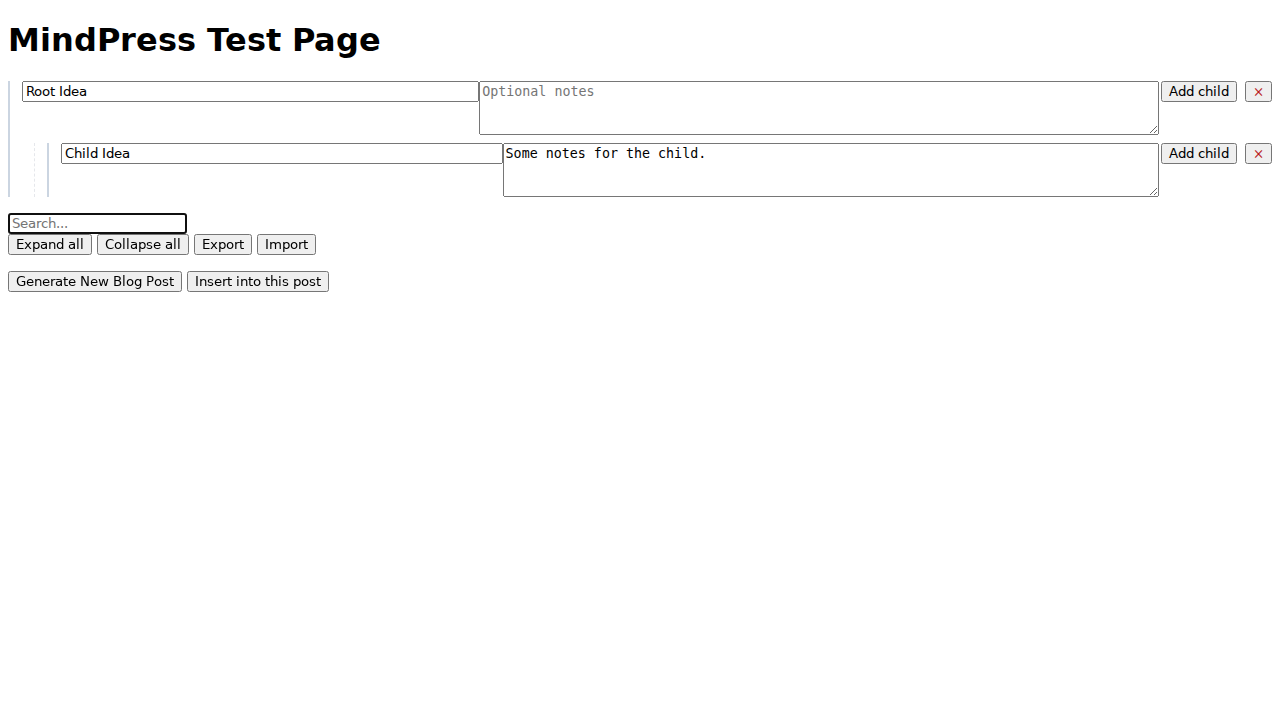 MindPress Test Page
Root Idea
Optional notes
Add child
×
Child Idea
Some notes for the child.
Add child
×
Search...
Expand all
Collapse all
Export
Import
Generate New Blog Post
Insert into this post